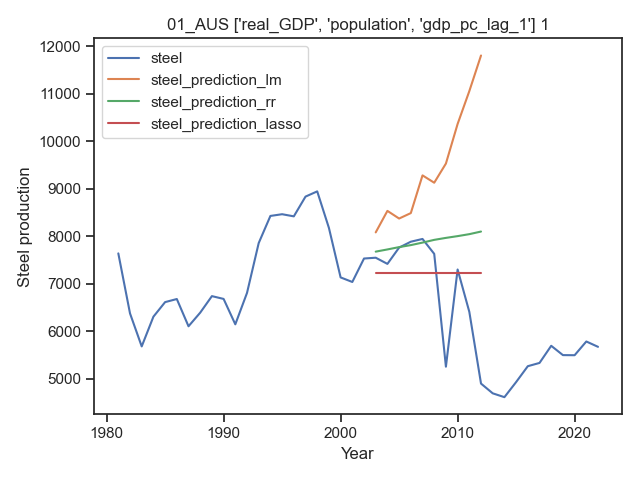 01_AUS ['real_GDP', 'population', 'gdp_pc_lag_1'] 1
12000
11000
10000
9000
8000
7000
6000
5000
Steel production
steel
steel_prediction_lm
steel_prediction_rr
steel_prediction_lasso
1980
1990
2000
2010
2020
Year